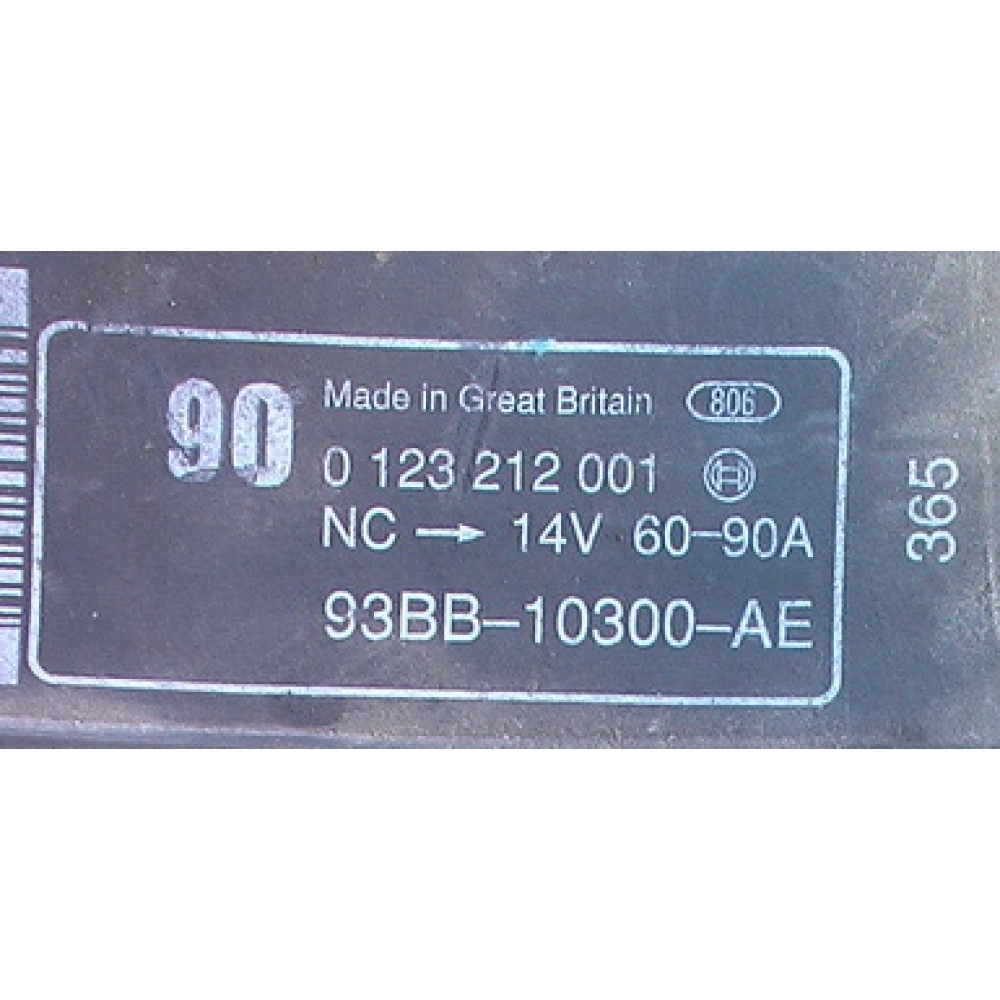 90
Made in Great Britain 806
0 123 212 001
NC → 14V 60-90A
93BB-10300-AE
365